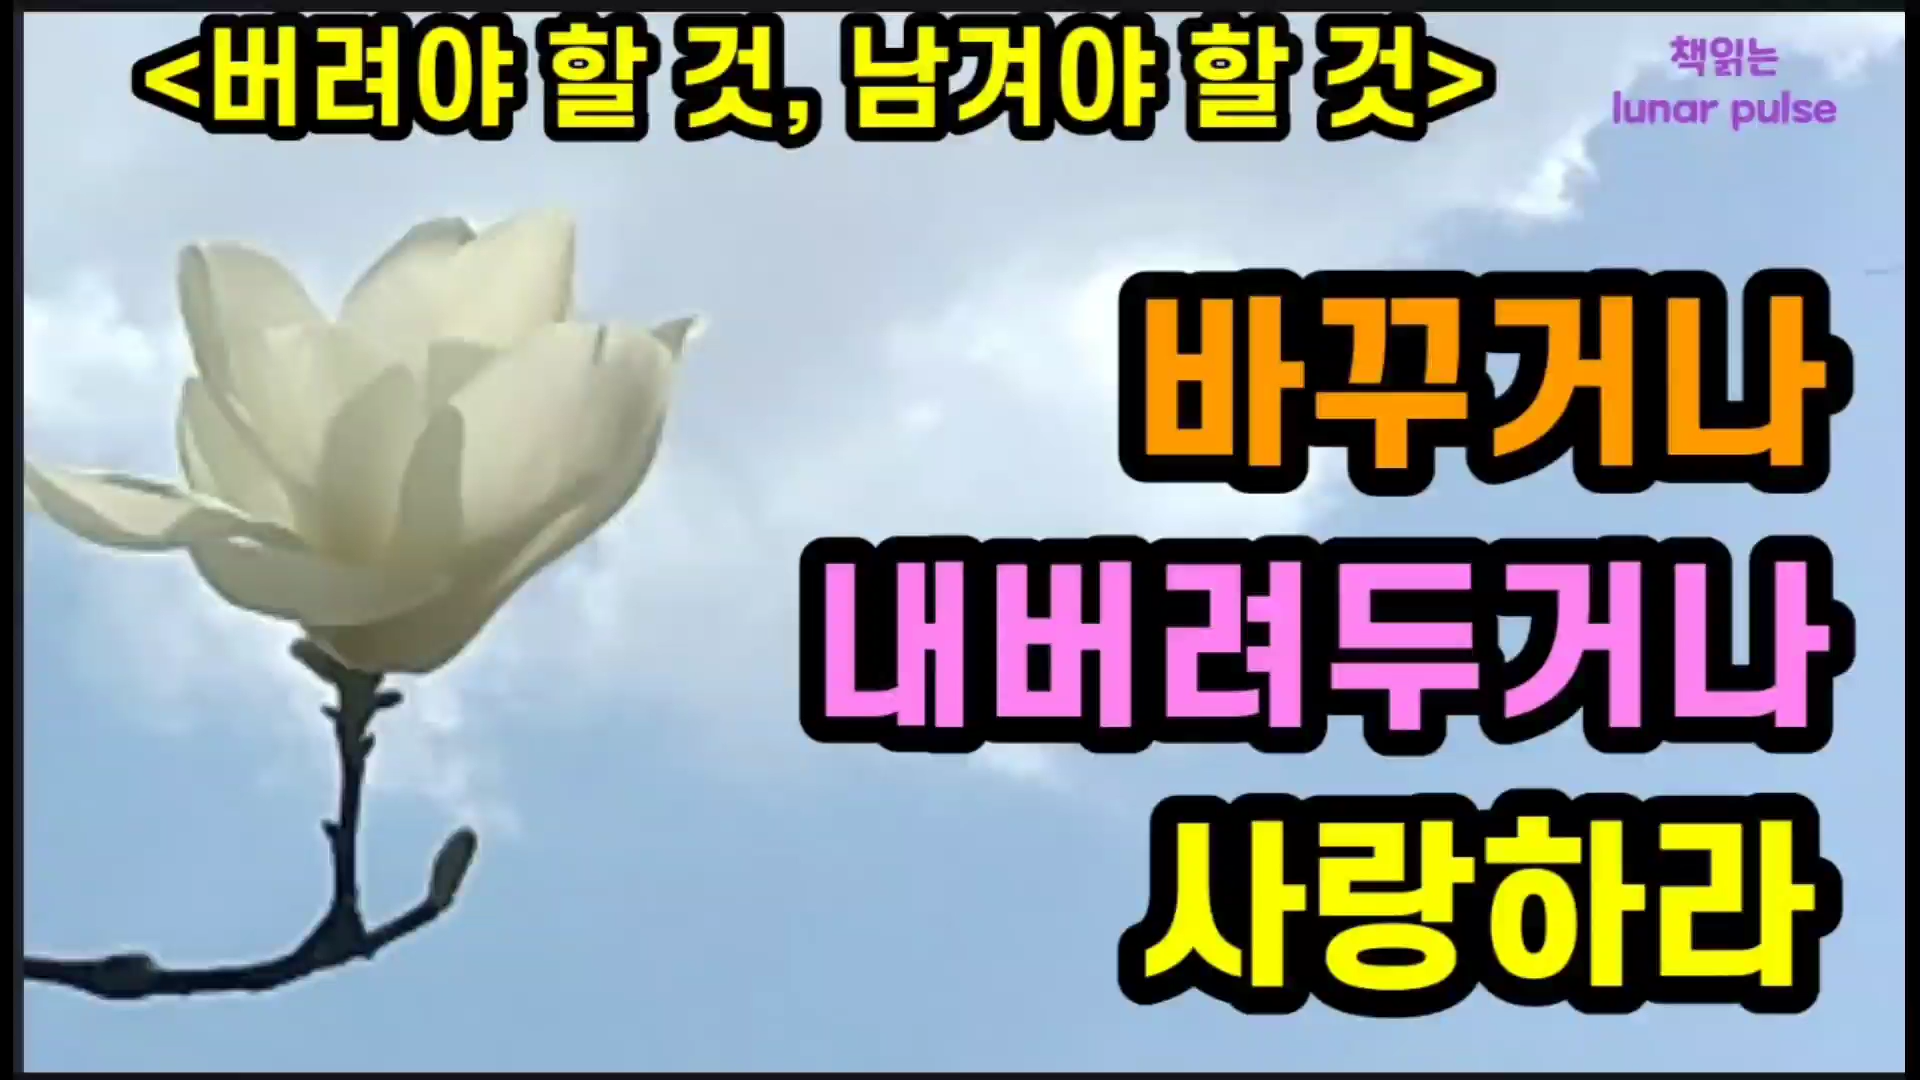 <버려야 할 것, 남겨야 할 것>
책읽는
lunar pulse
바꾸거나
내버려두거나
사랑하라